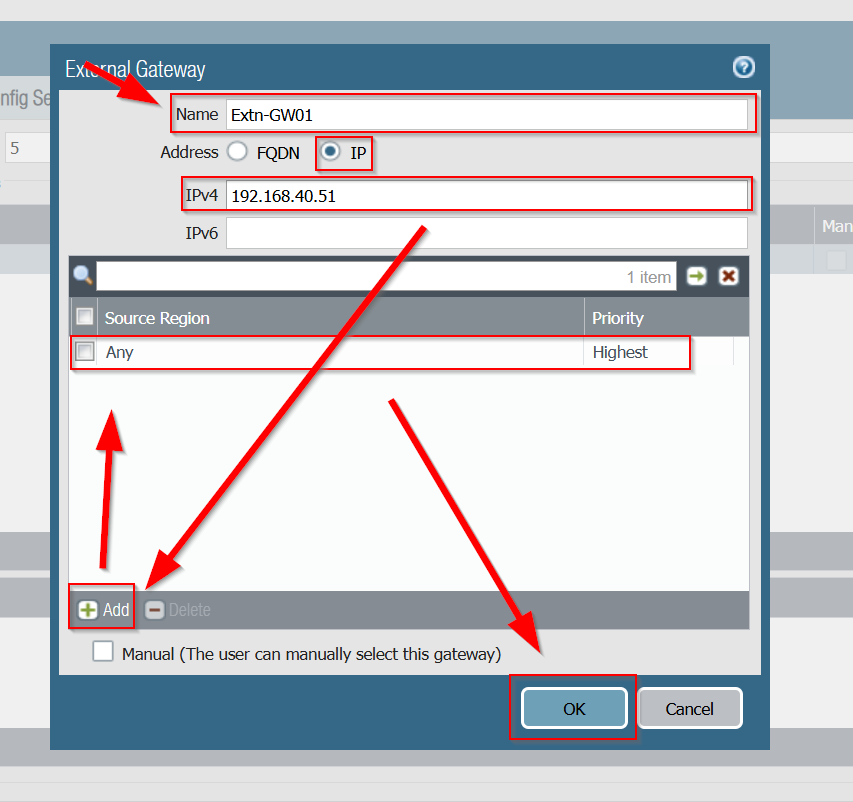 External Gateway
nfig Se
Name Extn-GW01
Address FQDN IP
5
IPv4 192.168.40.51
IPv6
Man
1 item
Source Region Priority
Any Highest
Add Delete
Manual (The user can manually select this gateway)
OK Cancel